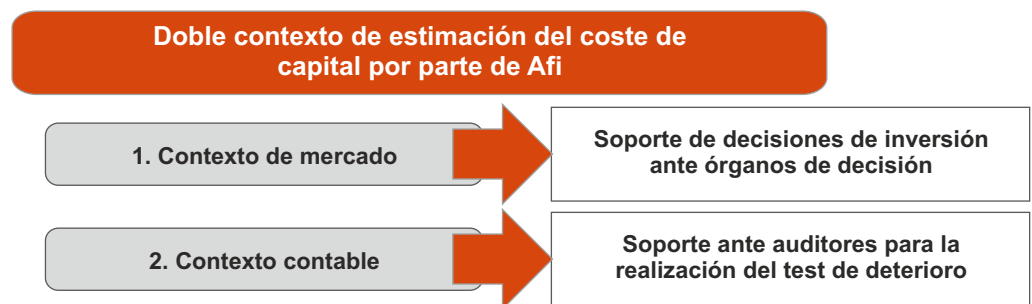 Doble contexto de estimación del coste de
capital por parte de Afi
1. Contexto de mercado
Soporte de decisiones de inversión
ante órganos de decisión
2. Contexto contable
Soporte ante auditores para la
realización del test de deterioro